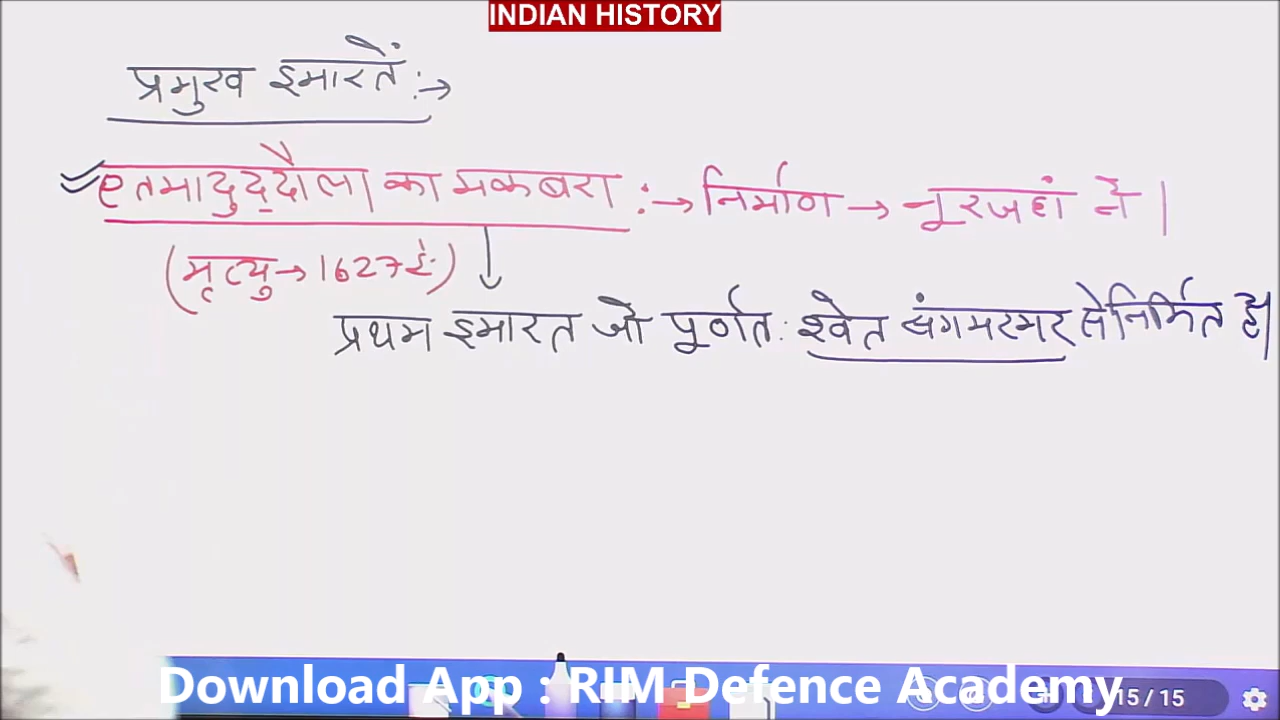 INDIAN HISTORY
प्रमुख इमारतें :→
एतमादुद्दौला का मकबरा :→ निर्माण → नूरजहां ने।
(मृत्यु → 1627 ई.)
प्रथम इमारत जो पूर्णतः श्वेत संगमरमर से निर्मित है।
Download App : RIM Defence Academy
15 / 15